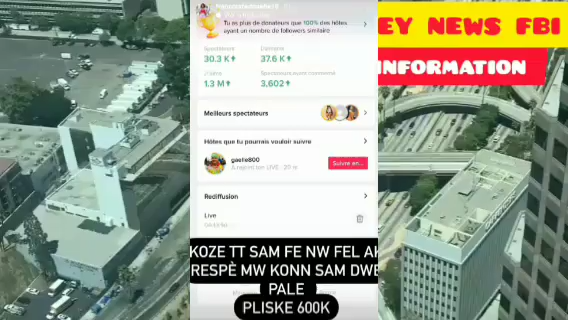 EY NEWS FBI
INFORMATION
Tu as plus de donateurs que 100% des hôtes
ayant un nombre de followers similaire
Spectateurs
Diamants
30.3 K
37.6 K
J'aime
Spectateurs ayant commenté
1.3 M
3,602
Meilleurs spectateurs
Hôtes que tu pourrais vouloir suivre
gaelle800
Suivre en...
Rediffusion
Live
KOZE TT SAM FE NW FEL AK
RESPÈ MW KONN SAM DWE
PALE
PLISKE 600K